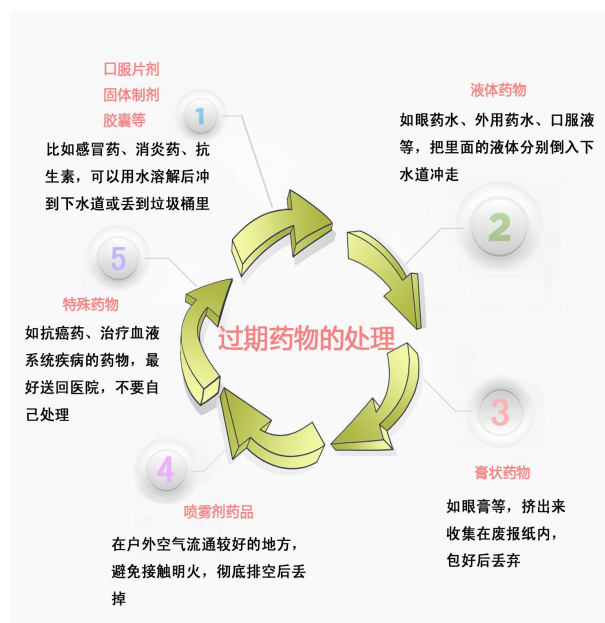 过期药物的处理
1
口服片剂
固体制剂
胶囊等
比如感冒药、消炎药、抗
生素，可以用水溶解后冲
到下水道或丢到垃圾桶里
2
液体药物
如眼药水、外用药水、口服液
等，把里面的液体分别倒入下
水道冲走
3
膏状药物
如眼膏等，挤出来
收集在废报纸内，
包好后丢弃
4
喷雾剂药品
在户外空气流通较好的地方，
避免接触明火，彻底排空后丢
掉
5
特殊药物
如抗癌药、治疗血液
系统疾病的药物，最
好送回医院，不要自
己处理